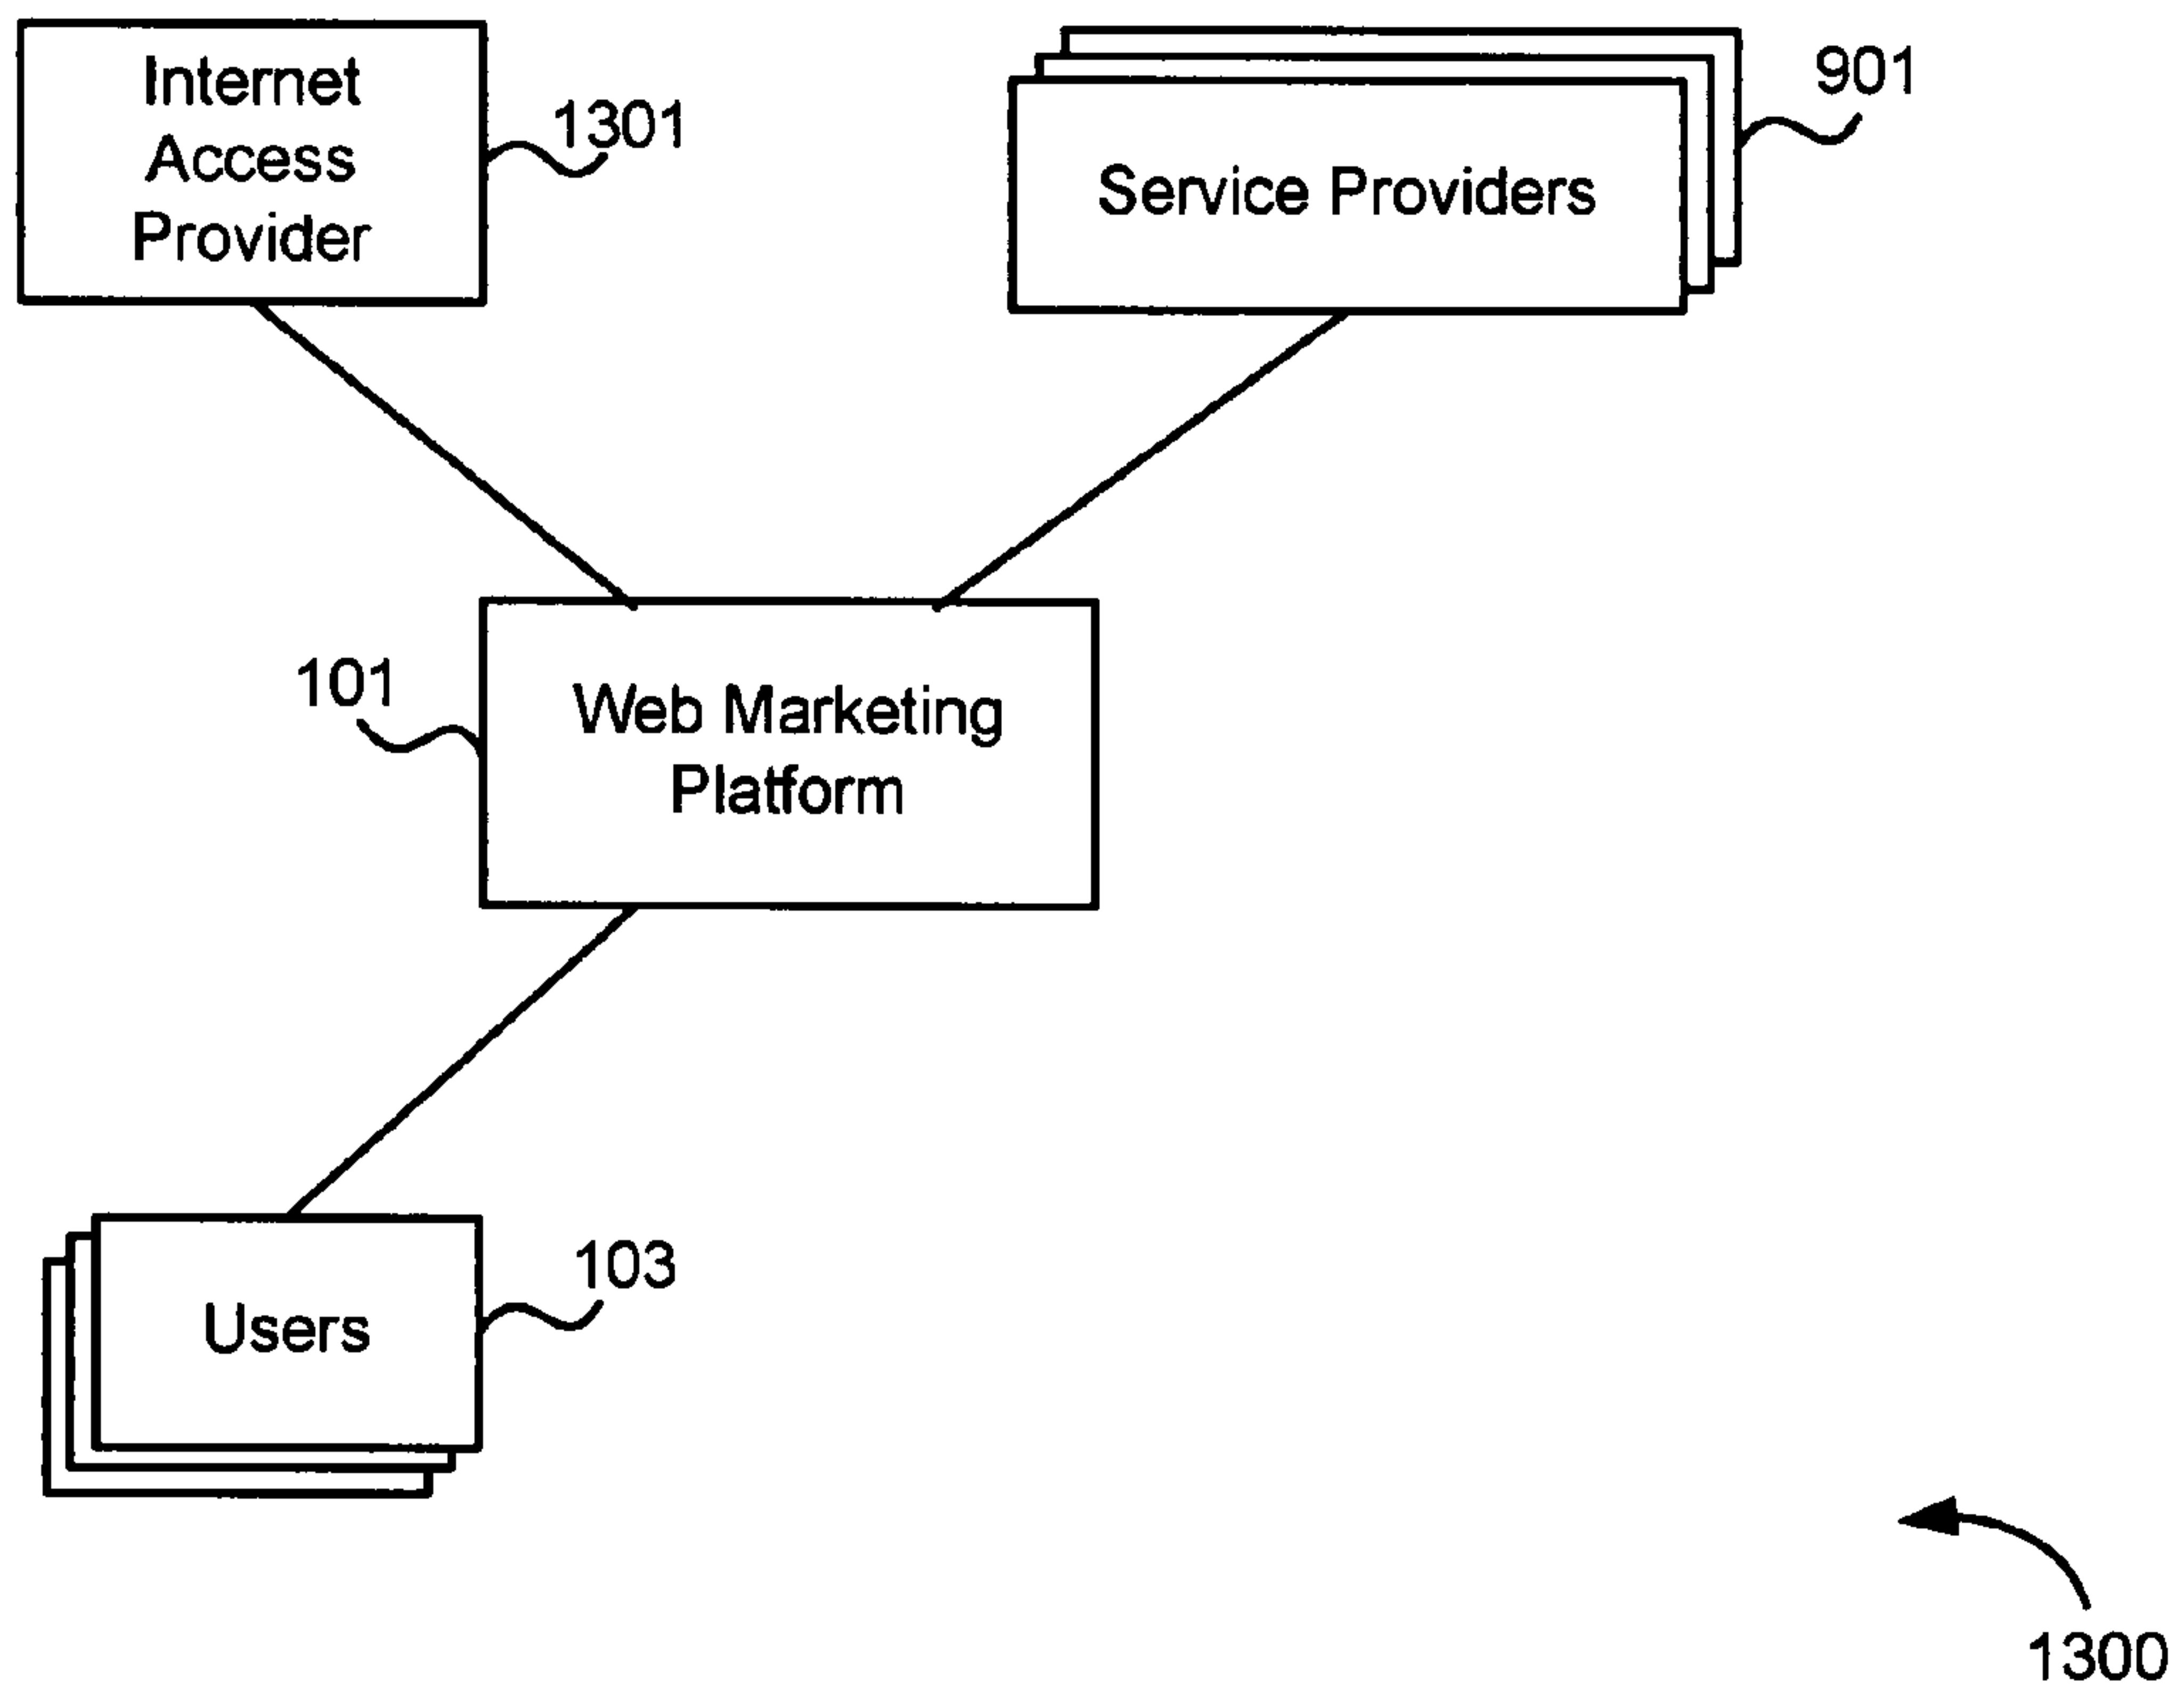 Internet
Access
Provider
1301
Service Providers
901
101
Web Marketing
Platform
Users
103
1300